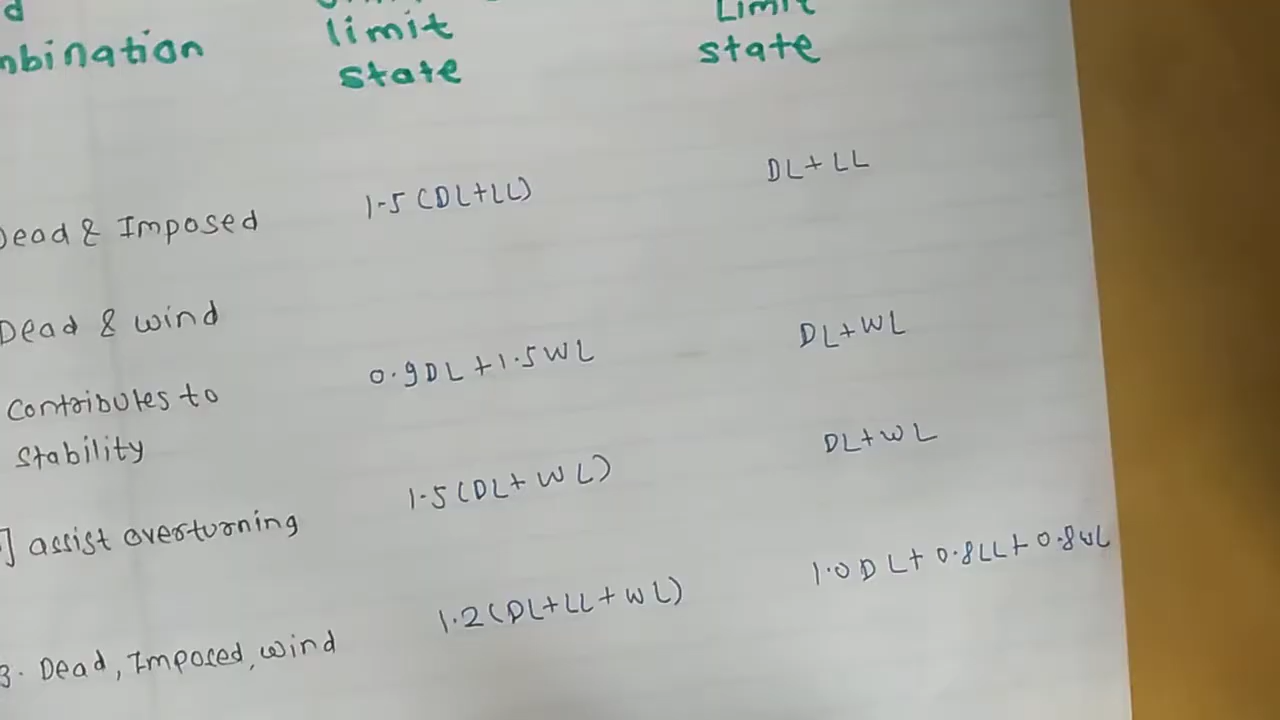 limit Limit
mbination state state
Dead & Imposed 1.5 (DL+LL) DL+LL
Dead & wind
0.9DL+1.5WL DL+WL
Contributes to
Stability
] assist overturning 1.5(DL+WL) DL+WL
3. Dead, Imposed, wind 1.2(DL+LL+WL) 1.0DL+0.8LL+0.8WL